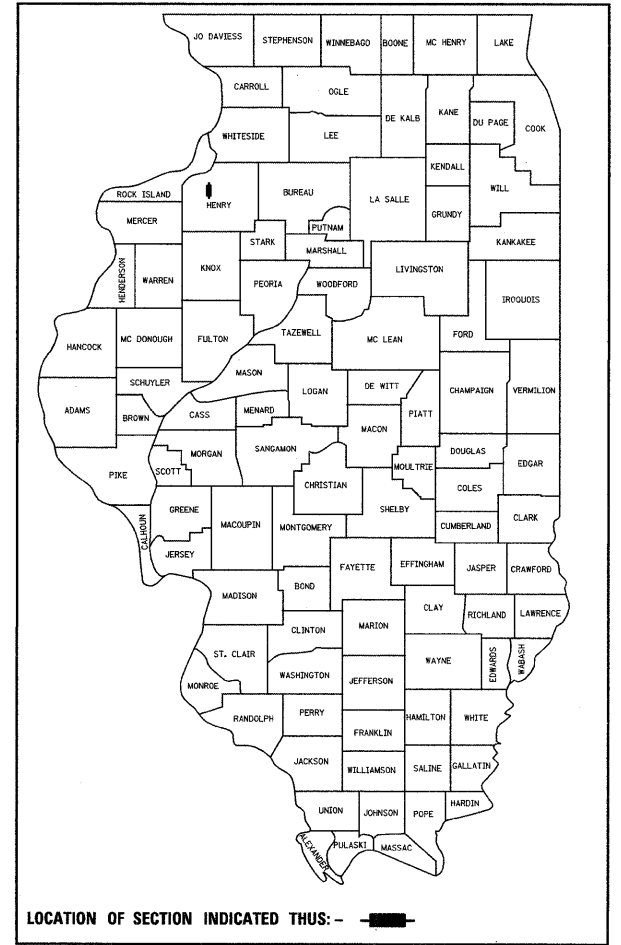 JO DAVIESS STEPHENSON WINNEBAGO BOONE MC HENRY LAKE
CARROLL OGLE DE KALB KANE DU PAGE COOK
WHITESIDE LEE
KENDALL WILL
ROCK ISLAND HENRY BUREAU LA SALLE GRUNDY
MERCER PUTNAM KANKAKEE
STARK MARSHALL
HENDERSON WARREN KNOX PEORIA WOODFORD LIVINGSTON IROQUOIS
HANCOCK MC DONOUGH FULTON TAZEWELL MC LEAN FORD
MASON
SCHUYLER LOGAN DE WITT CHAMPAIGN VERMILION
ADAMS BROWN CASS MENARD MACON PIATT
SANGAMON DOUGLAS
PIKE SCOTT MORGAN MOULTRIE EDGAR
CHRISTIAN COLES
GREENE MACOUPIN MONTGOMERY SHELBY CLARK
CALHOUN CUMBERLAND
JERSEY FAYETTE EFFINGHAM JASPER CRAWFORD
MADISON BOND
CLAY RICHLAND LAWRENCE
CLINTON MARION
ST. CLAIR WAYNE EDWARDS WABASH
WASHINGTON JEFFERSON
MONROE
RANDOLPH PERRY HAMILTON WHITE
FRANKLIN
JACKSON WILLIAMSON SALINE GALLATIN
UNION JOHNSON POPE HARDIN
ALEXANDER PULASKI MASSAC
LOCATION OF SECTION INDICATED THUS: -